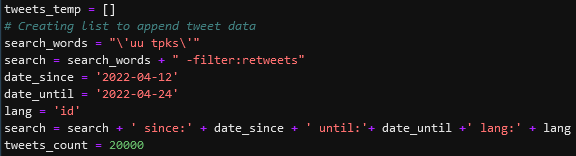 tweets_temp = []
# Creating list to append tweet data
search_words = "\'uu tpks\'"
search = search_words + " -filter:retweets"
date_since = '2022-04-12'
date_until = '2022-04-24'
lang = 'id'
search = search + ' since:' + date_since + ' until:'+ date_until +' lang:' + lang
tweets_count = 20000